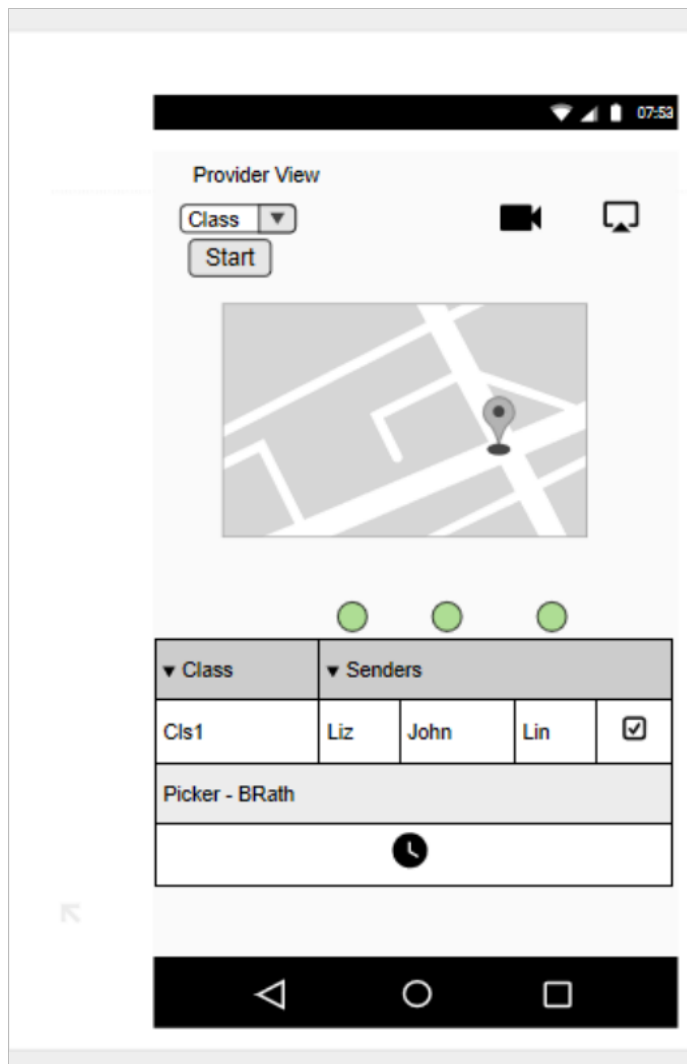 07:53
Provider View
Class
Start
Class Senders
Cls1 Liz John Lin
Picker - BRath